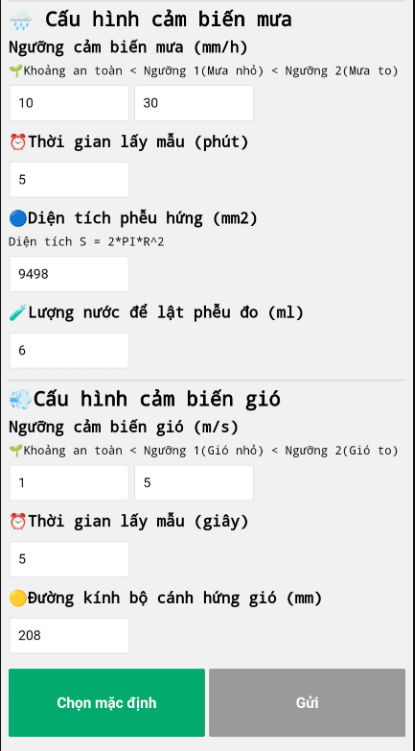 🌧️ Cấu hình cảm biến mưa
Ngưỡng cảm biến mưa (mm/h)
🌱Khoảng an toàn < Ngưỡng 1(Mưa nhỏ) < Ngưỡng 2(Mưa to)
10 30
⏰Thời gian lấy mẫu (phút)
5
🔵Diện tích phễu hứng (mm2)
Diện tích S = 2*PI*R^2
9498
🧪Lượng nước để lật phễu đo (ml)
6
💨Cấu hình cảm biến gió
Ngưỡng cảm biến gió (m/s)
🌱Khoảng an toàn < Ngưỡng 1(Gió nhỏ) < Ngưỡng 2(Gió to)
1 5
⏰Thời gian lấy mẫu (giây)
5
🟡Đường kính bộ cánh hứng gió (mm)
208
Chọn mặc định Gửi